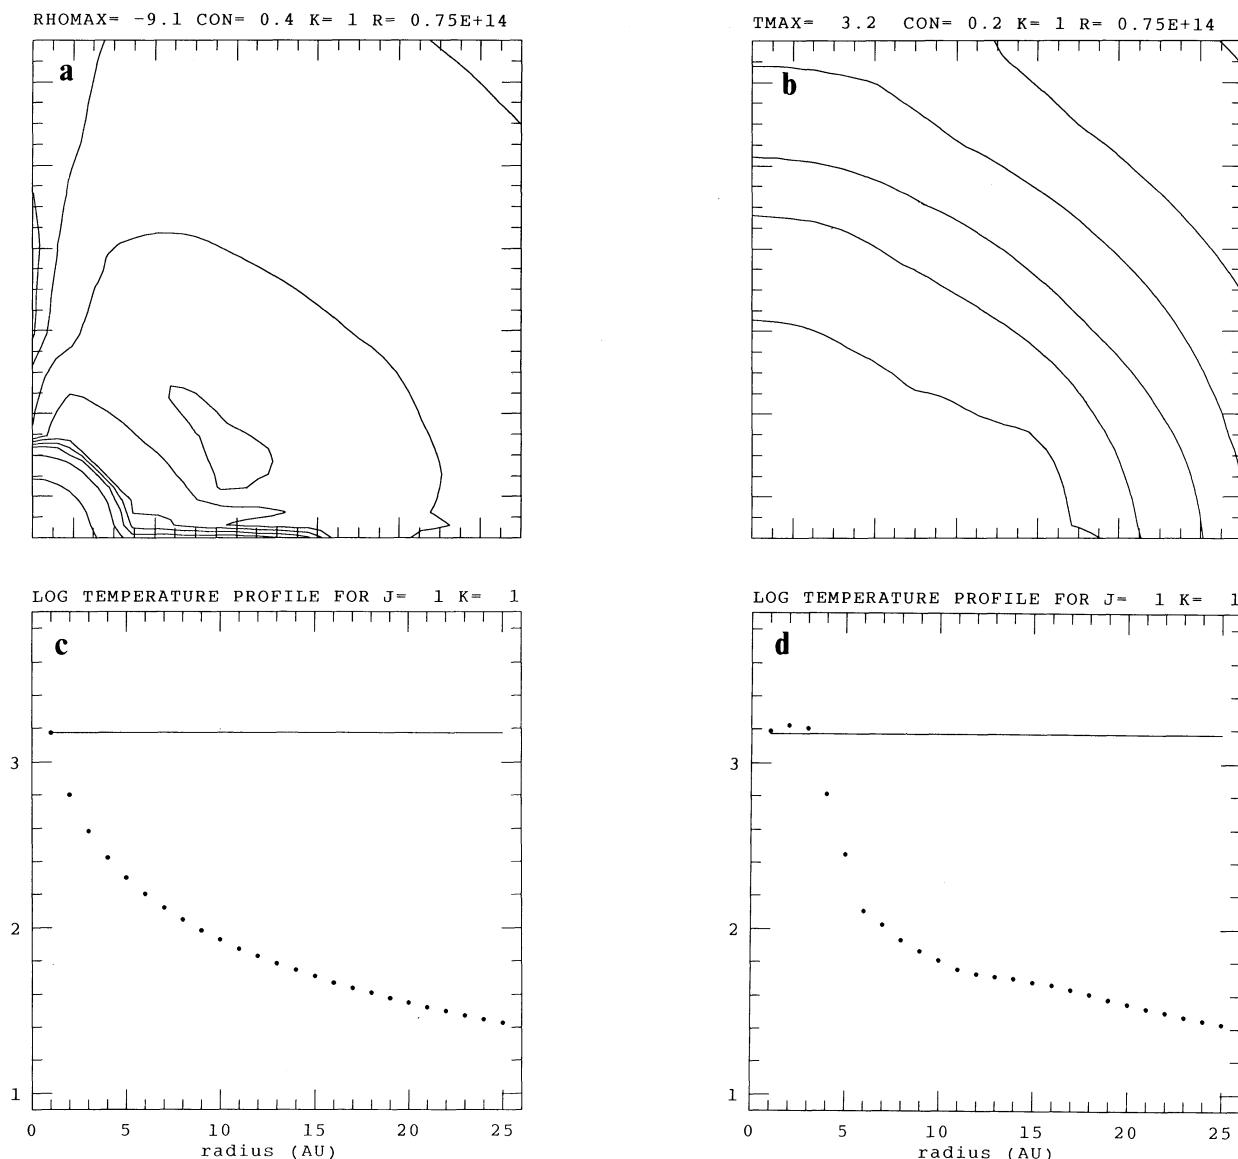 RHOMAX= -9.1 CON= 0.4 K= 1 R= 0.75E+14
TMAX= 3.2 CON= 0.2 K= 1 R= 0.75E+14
a
b
LOG TEMPERATURE PROFILE FOR J= 1 K= 1
LOG TEMPERATURE PROFILE FOR J= 1 K= 1
c
d
3
3
2
2
1
1
0 5 10 15 20 25
0 5 10 15 20 25
radius (AU)
radius (AU)